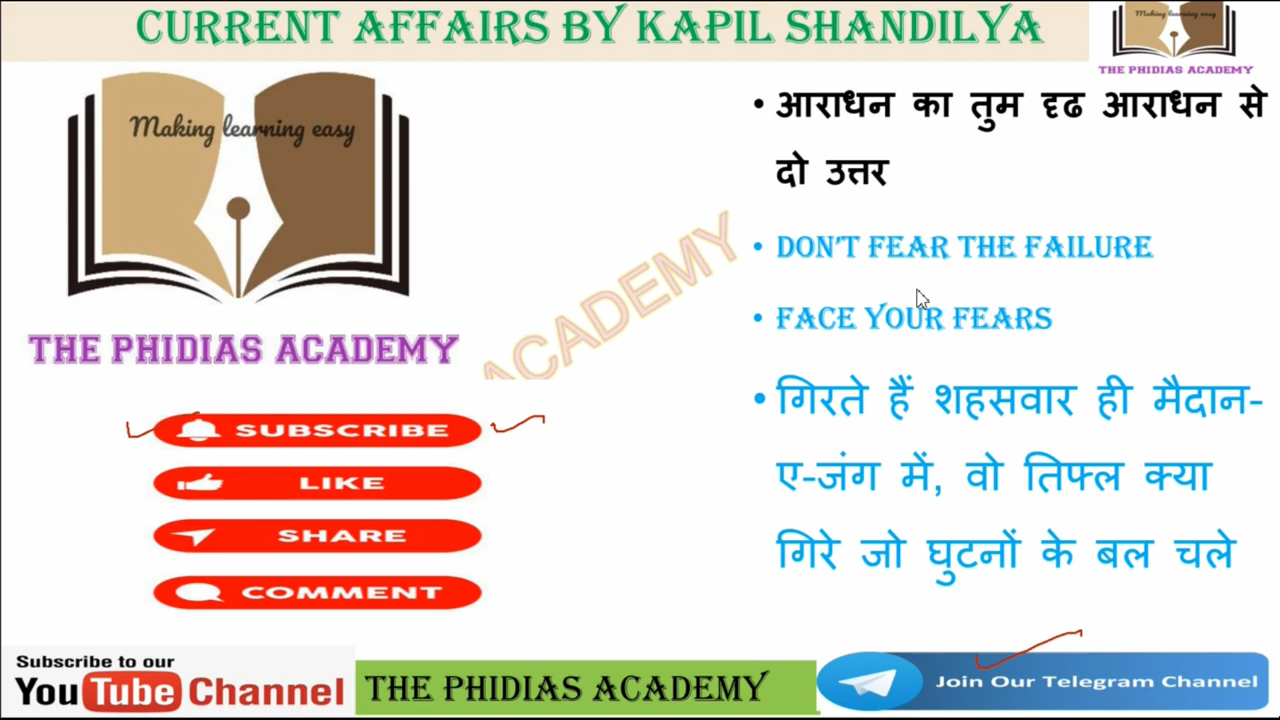 CURRENT AFFAIRS BY KAPIL SHANDILYA
Making learning easy
THE PHIDIAS ACADEMY
Making learning easy
THE PHIDIAS ACADEMY
ACADEMY
• आराधन का तुम दृढ आराधन से
दो उत्तर
• DON'T FEAR THE FAILURE
• FACE YOUR FEARS
• गिरते हैं शहसवार ही मैदान-
ए-जंग में, वो तिफ्ल क्या
गिरे जो घुटनों के बल चले
SUBSCRIBE
LIKE
SHARE
COMMENT
Subscribe to our
YouTube Channel
THE PHIDIAS ACADEMY
Join Our Telegram Channel